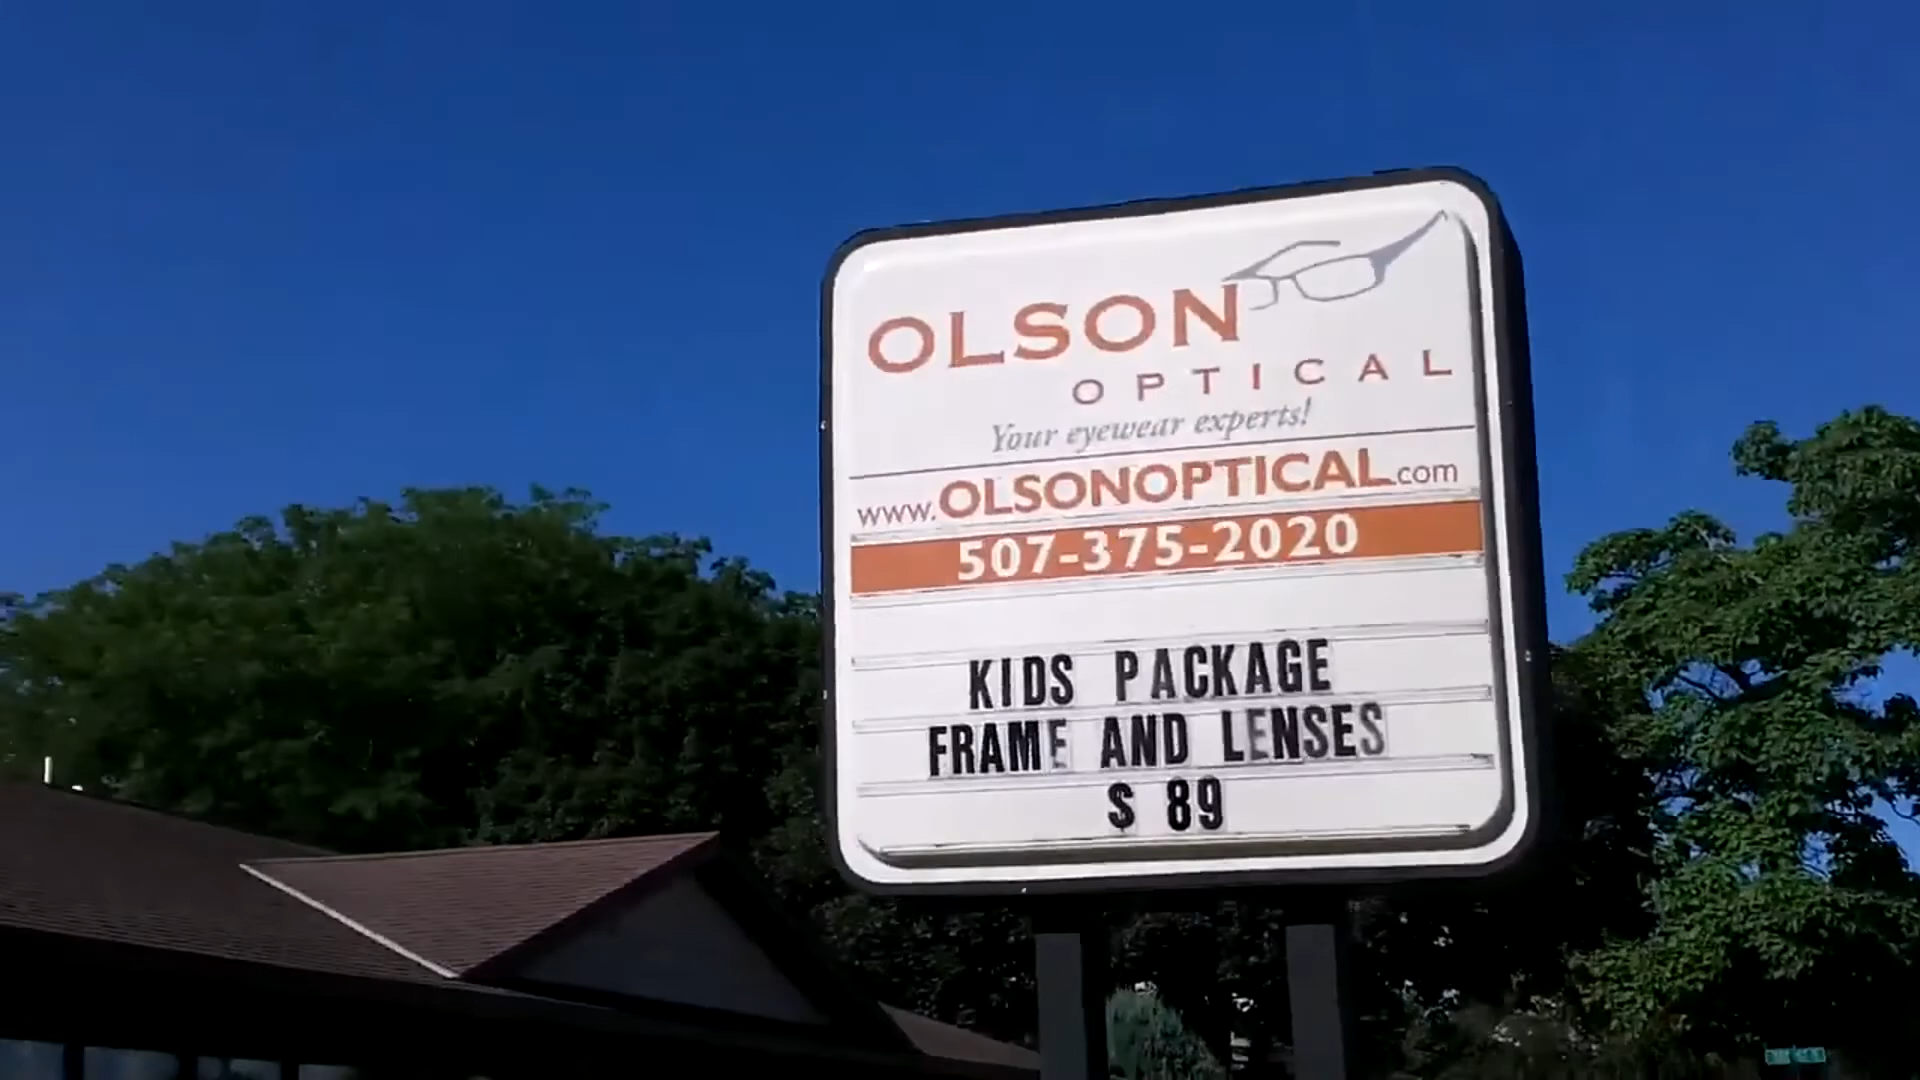 OLSON
OPTICAL
Your eyewear experts!
www.OLSONOPTICAL.com
507-375-2020
KIDS PACKAGE
FRAME AND LENSES
$ 89